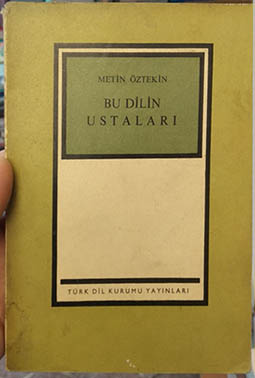 METİN ÖZTEKİN
BU DİLİN
USTALARI
TÜRK DİL KURUMU YAYINLARI